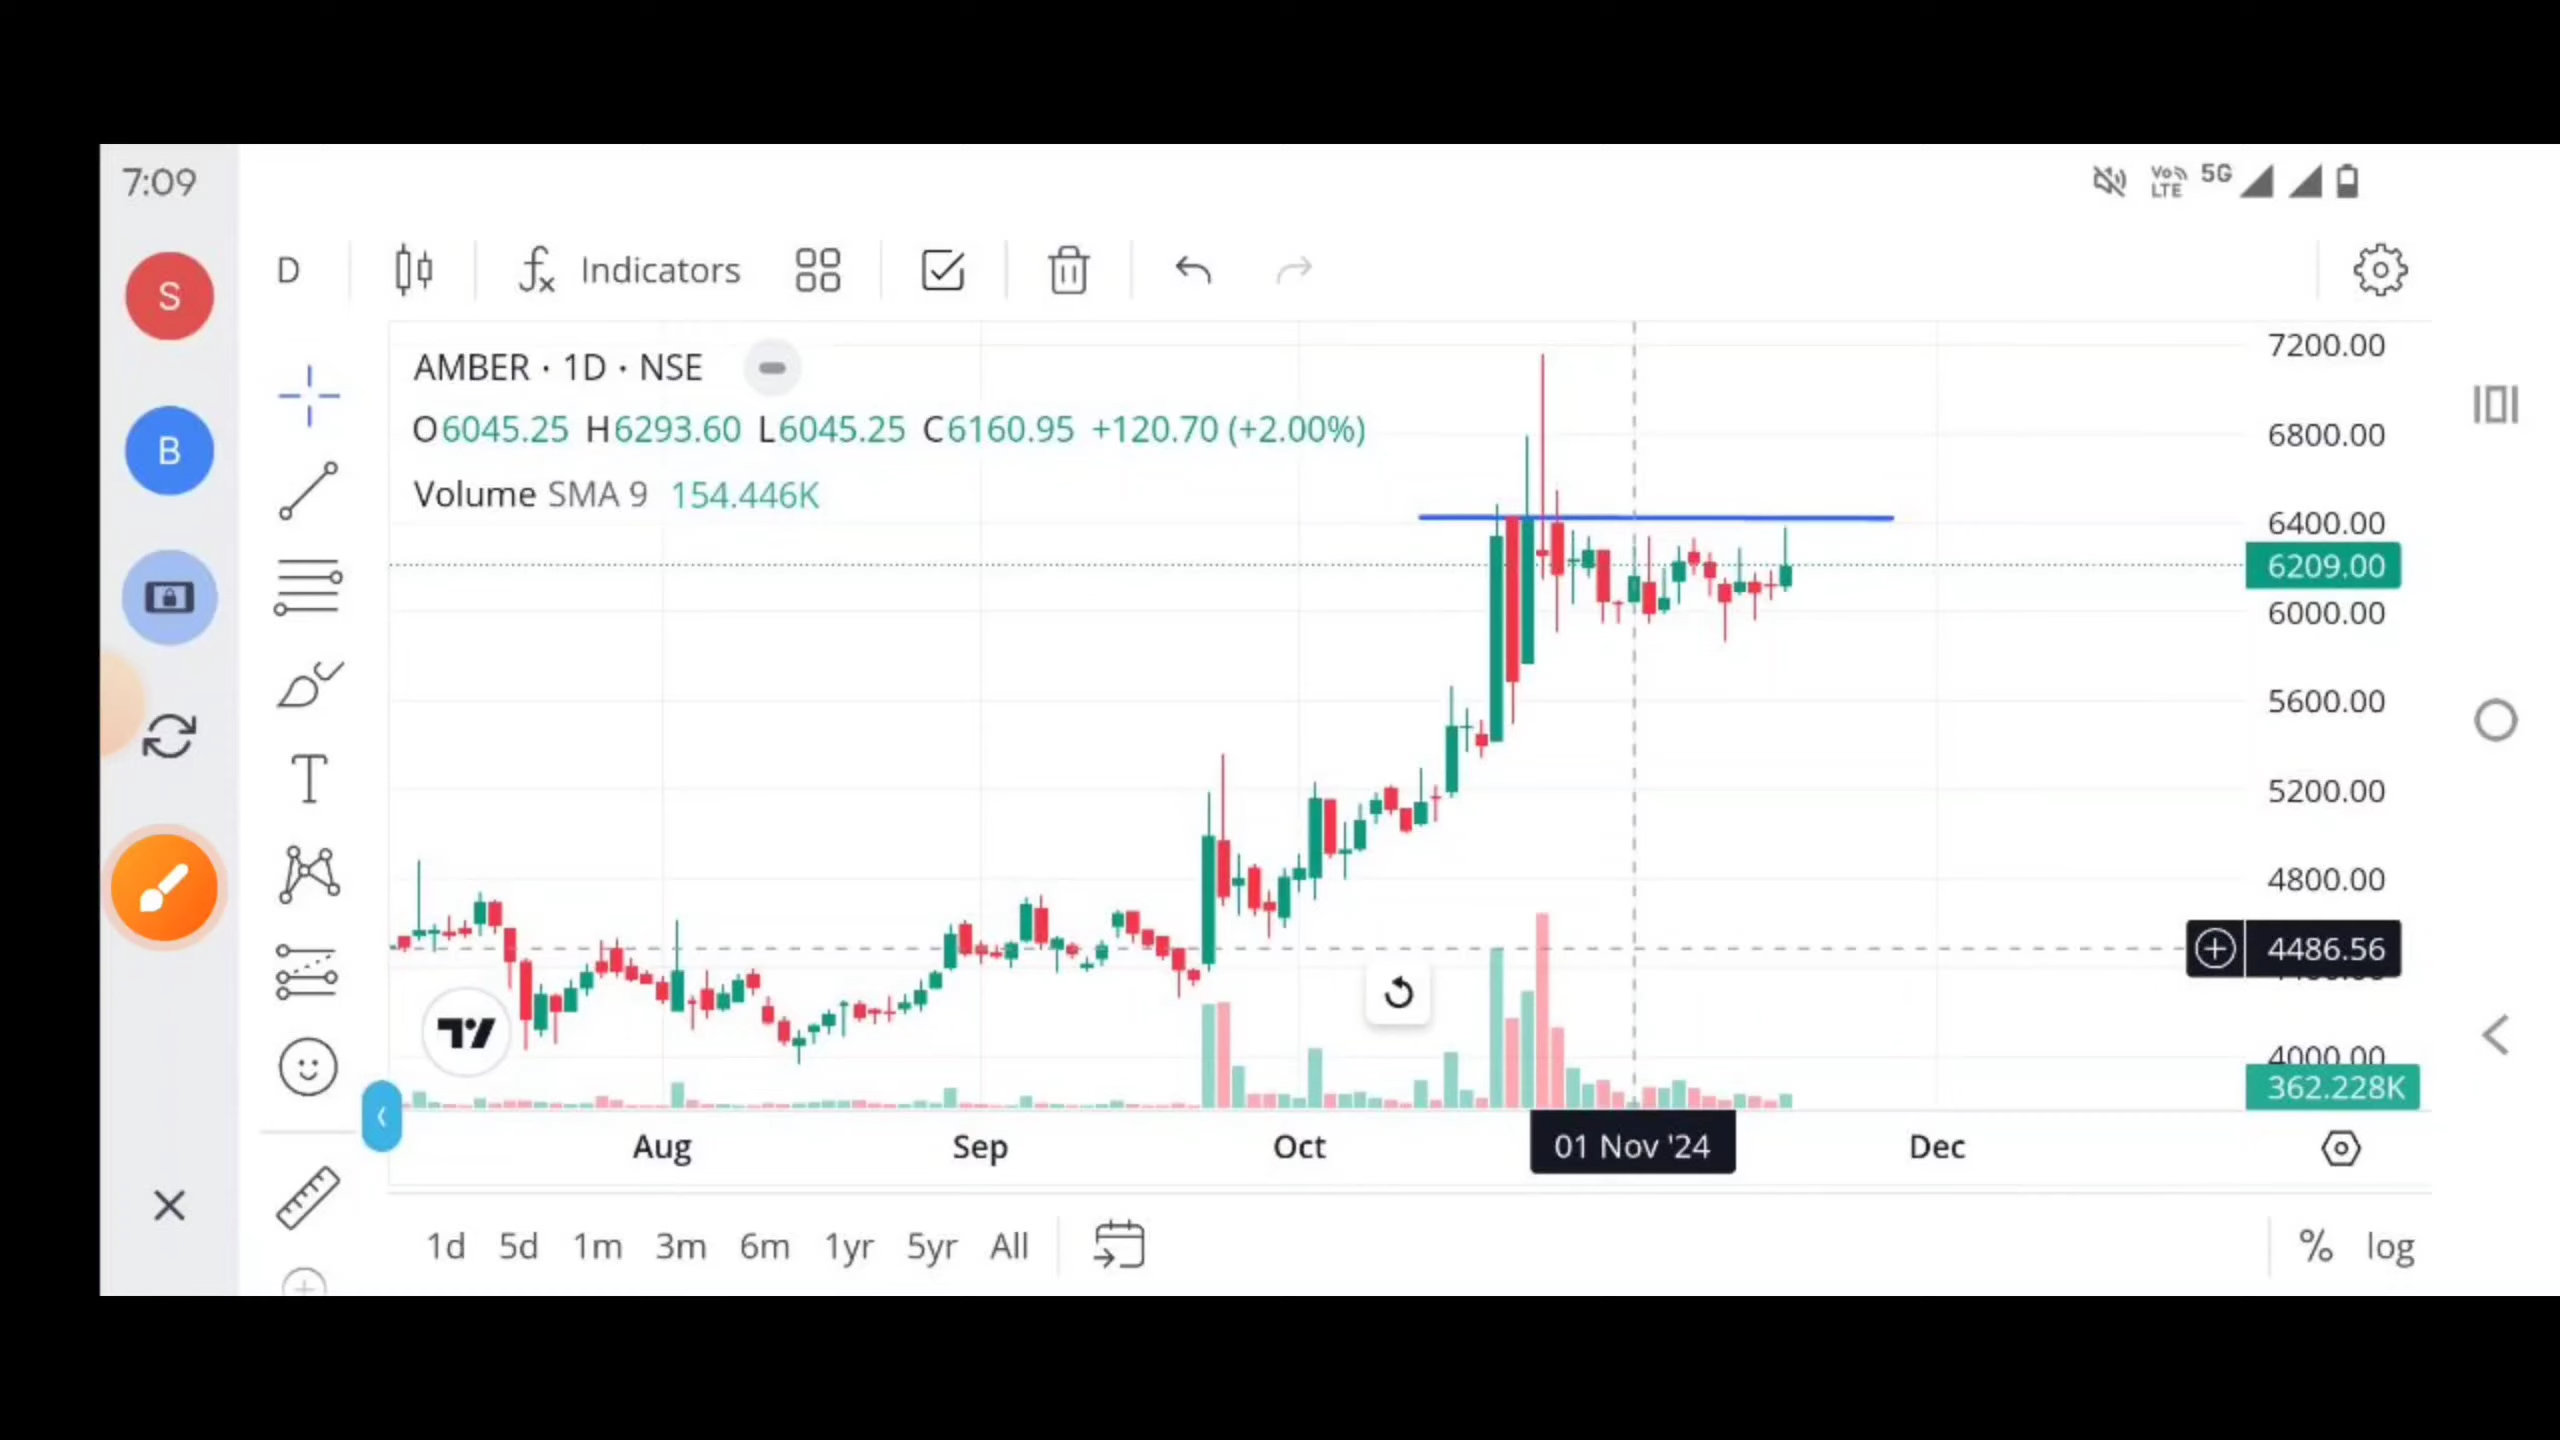 7:09
Vo
LTE
5G
S
D
Indicators
AMBER · 1D · NSE
O6045.25 H6293.60 L6045.25 C6160.95 +120.70 (+2.00%)
Volume SMA 9 154.446K
B
T
7200.00
6800.00
6400.00
6209.00
6000.00
5600.00
5200.00
4800.00
4486.56
4000.00
362.228K
Aug
Sep
Oct
01 Nov '24
Dec
1d 5d 1m 3m 6m 1yr 5yr All
% log